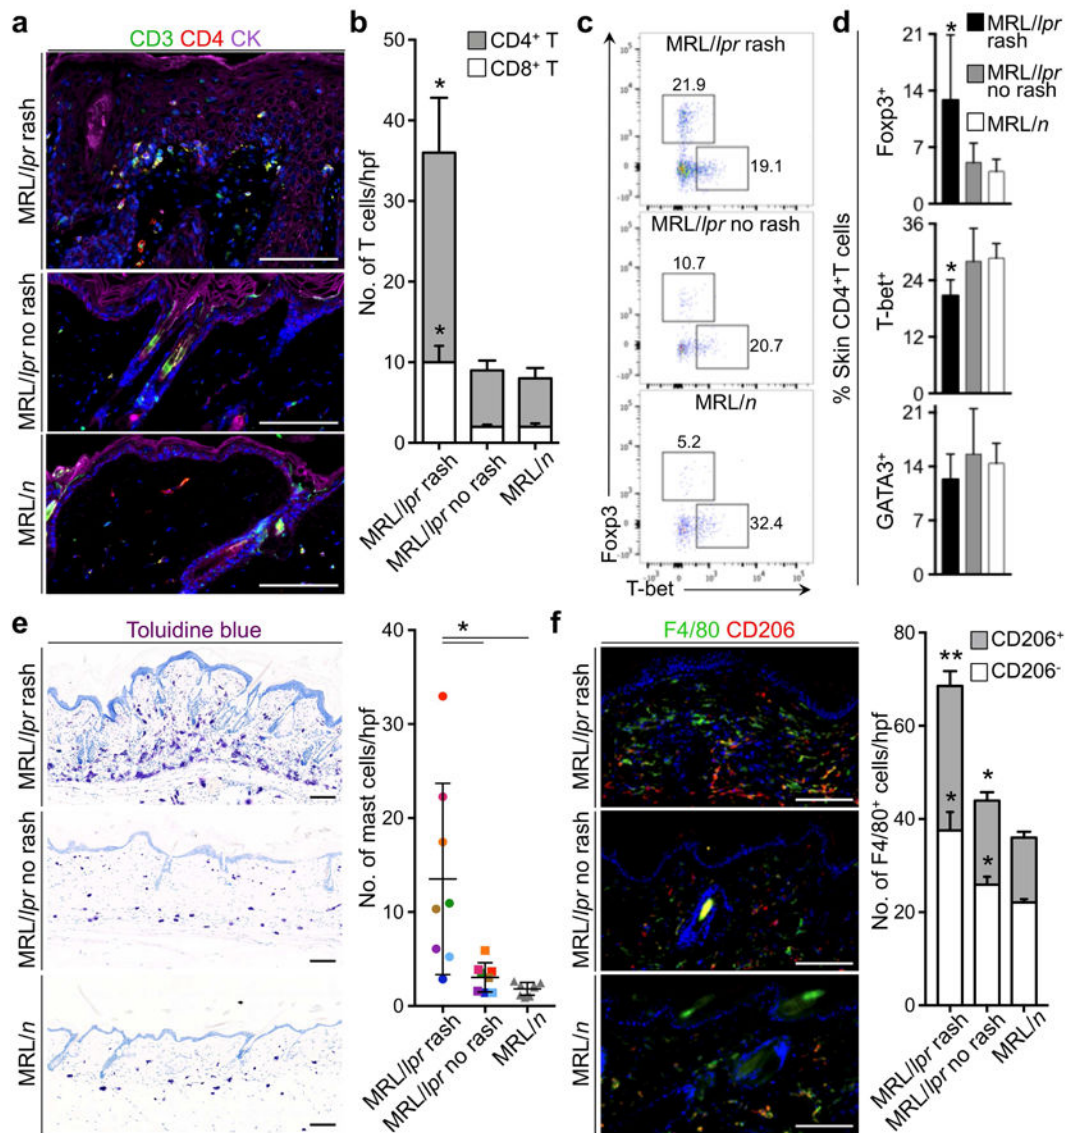 a
CD3 CD4 CK
MRL/lpr rash
MRL/lpr no rash
MRL/n
b
CD4⁺ T
CD8⁺ T
No. of T cells/hpf
50
40
30
20
10
0
*
*
MRL/lpr rash
MRL/lpr no rash
MRL/n
c
MRL/lpr rash
21.9
19.1
MRL/lpr no rash
10.7
20.7
MRL/n
5.2
32.4
Foxp3
T-bet
d
MRL/lpr
rash
MRL/lpr
no rash
MRL/n
% Skin CD4⁺T cells
Foxp3⁺
21
14
7
0
*
T-bet⁺
36
24
12
0
*
GATA3⁺
21
14
7
0
e
Toluidine blue
MRL/lpr rash
MRL/lpr no rash
MRL/n
No. of mast cells/hpf
40
30
20
10
0
*
MRL/lpr rash
MRL/lpr no rash
MRL/n
f
F4/80 CD206
MRL/lpr rash
MRL/lpr no rash
MRL/n
CD206⁺
CD206⁻
No. of F4/80⁺ cells/hpf
80
60
40
20
0
**
*
*
*
MRL/lpr rash
MRL/lpr no rash
MRL/n